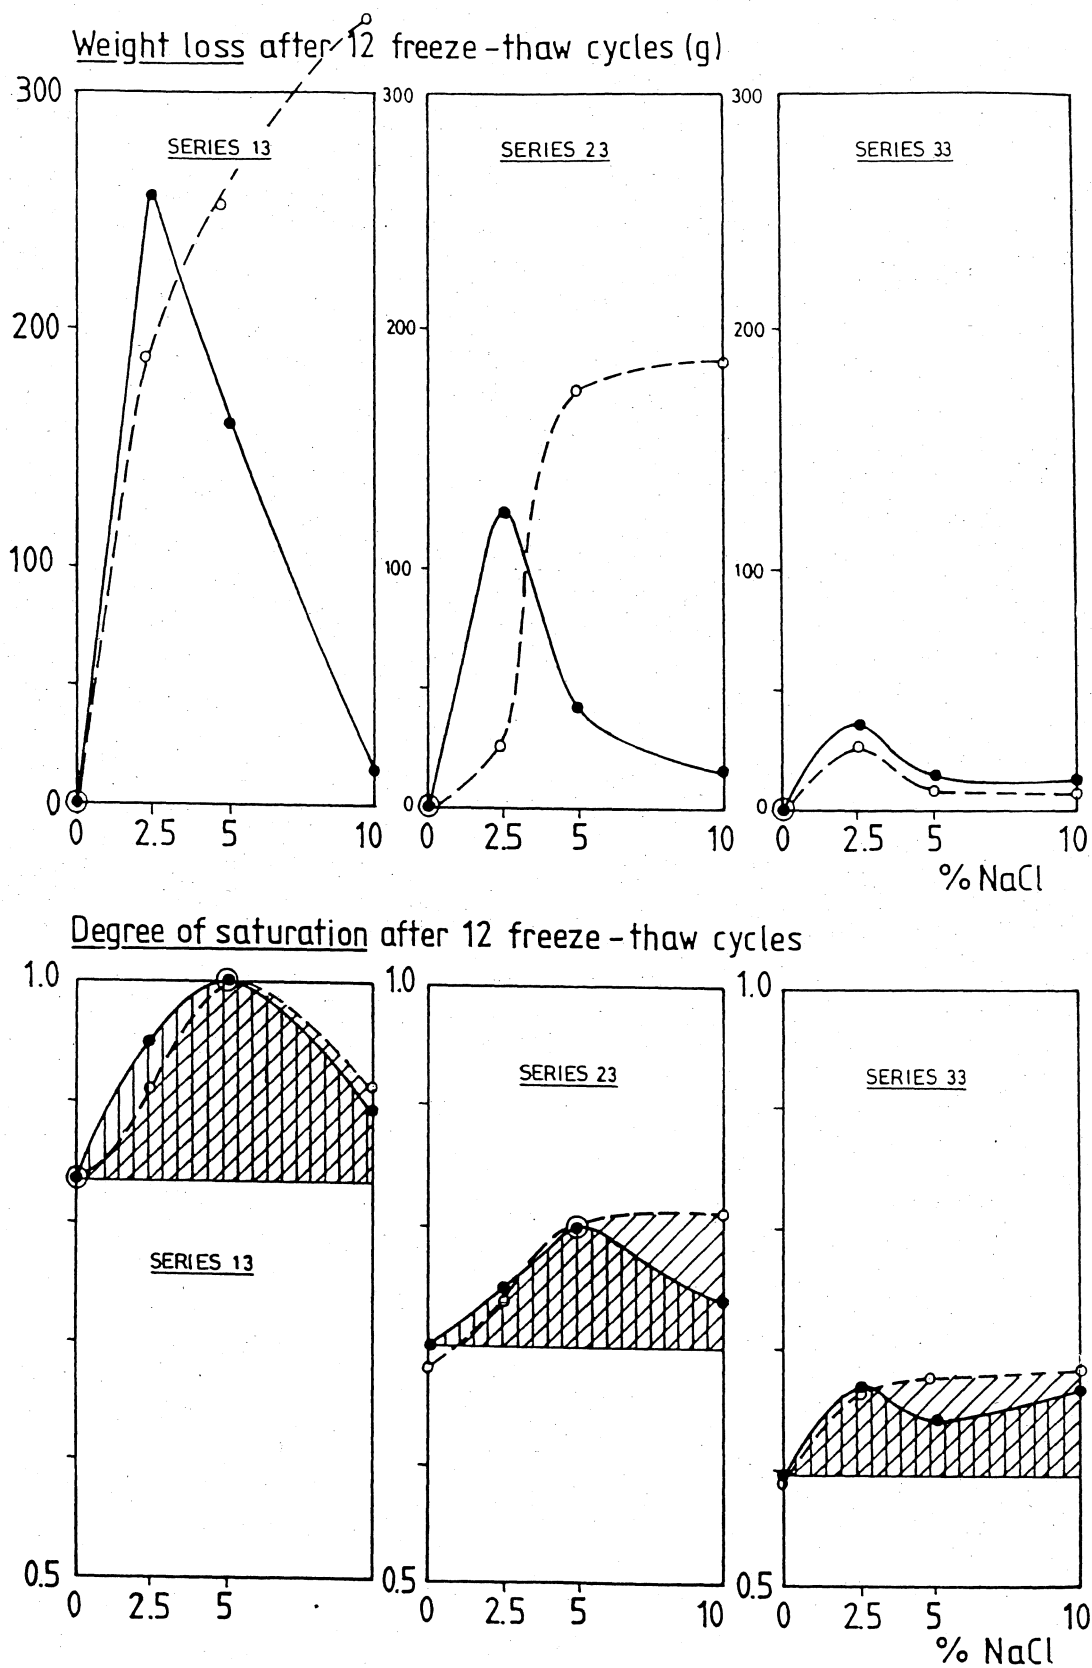 Weight loss after 12 freeze-thaw cycles (g)
300 300 300
SERIES 13 SERIES 23 SERIES 33
200 200 200
100 100 100
0 0 0
0 2.5 5 10 0 2.5 5 10 0 2.5 5 10
% NaCl
Degree of saturation after 12 freeze-thaw cycles
1.0 1.0 1.0
SERIES 23 SERIES 33
SERIES 13
0.5 0.5 0.5
0 2.5 5 10 0 2.5 5 10
0 2.5 5
% NaCl